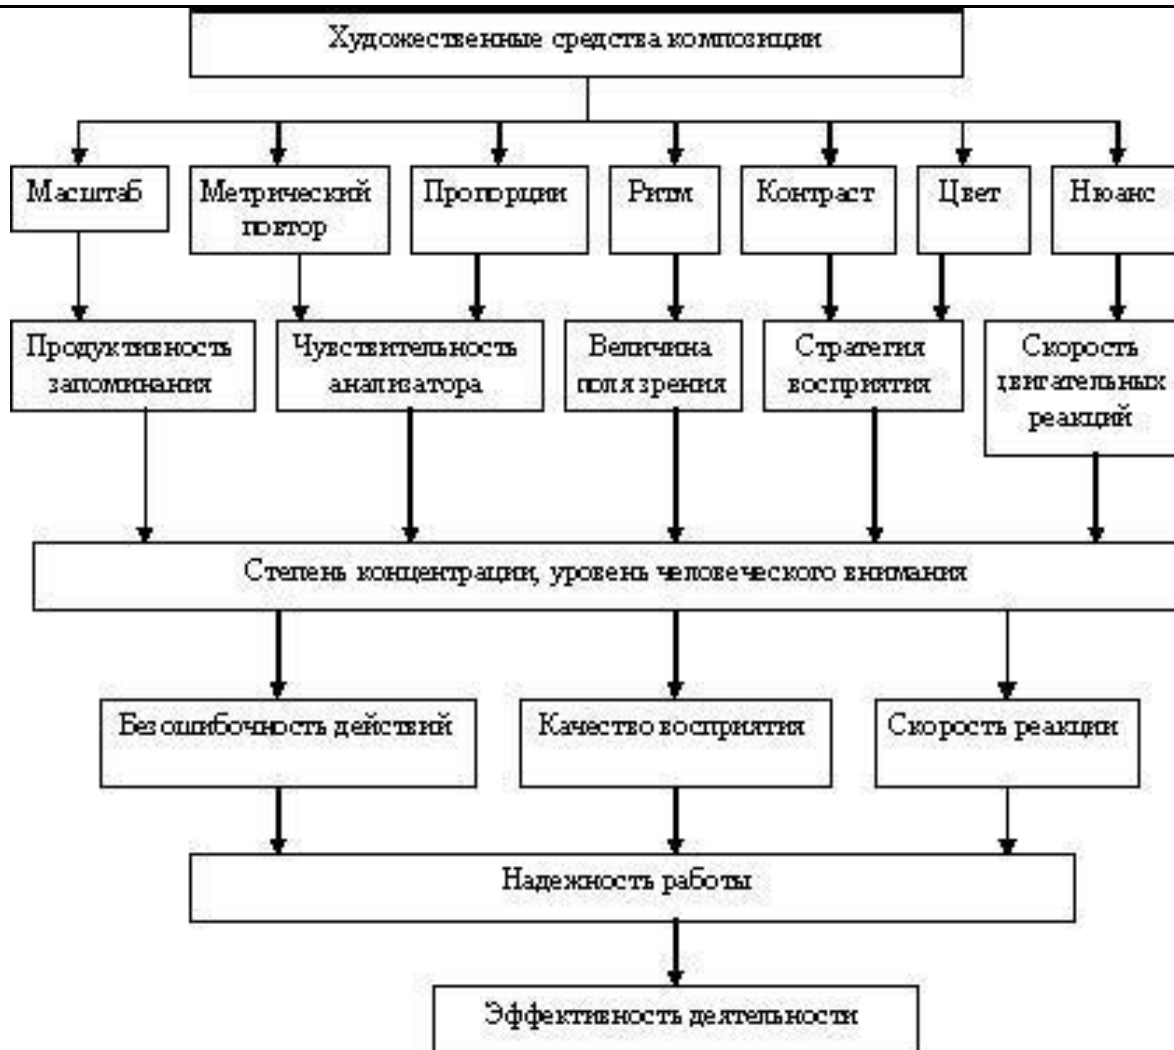 Художественные средства композиции
Масштаб
Метрический
повтор
Пропорции
Ритм
Контраст
Цвет
Нюанс
Продуктивность
запоминания
Чувствительность
анализатора
Величина
поля зрения
Стратегия
восприятия
Скорость
двигательных
реакций
Степень концентрации, уровень человеческого внимания
Безошибочность действий
Качество восприятия
Скорость реакции
Надежность работы
Эффективность деятельности